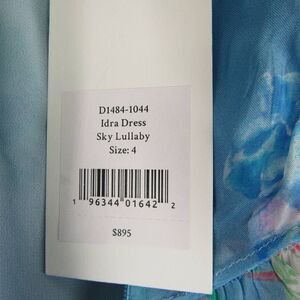 D1484-1044
Idra Dress
Sky Lullaby
Size: 4
1 96344 01642 2
$895